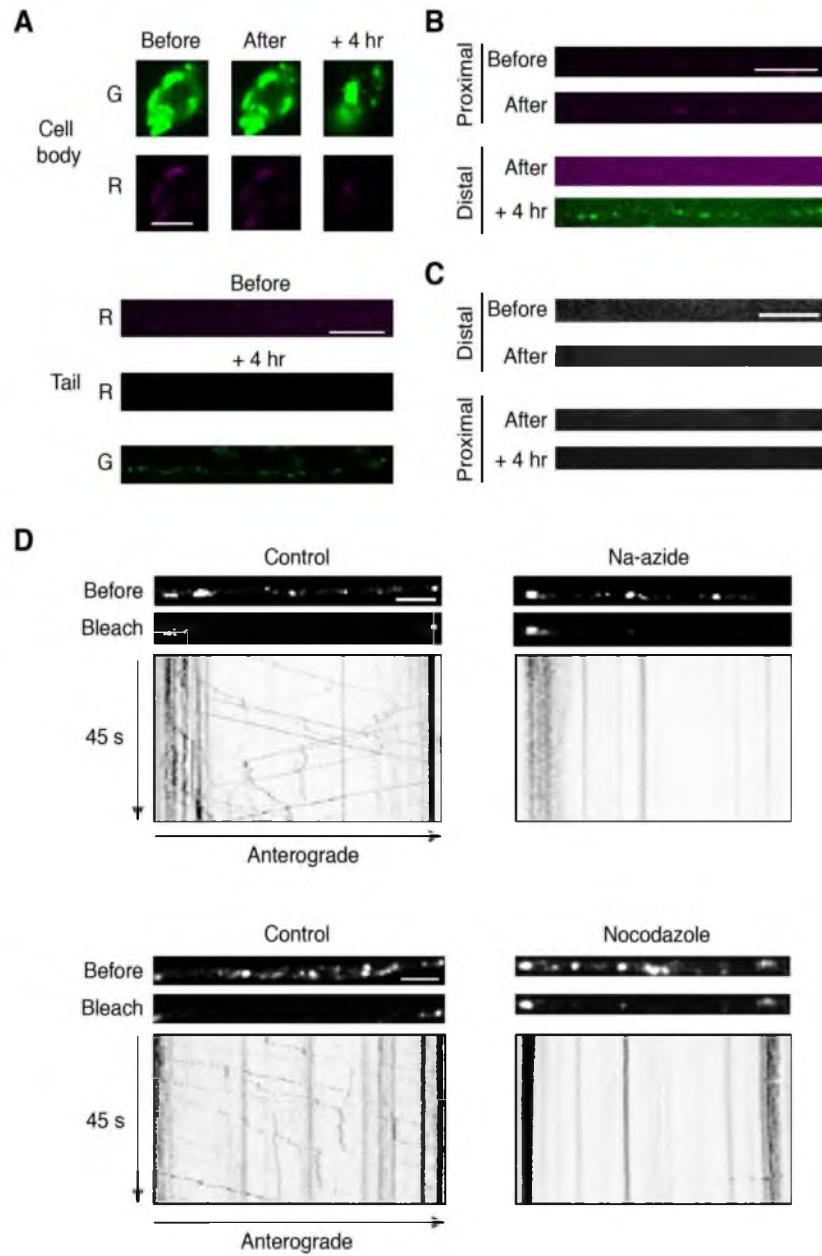 A
Before After + 4 hr
G
Cell
body
R
Before
R
+ 4 hr
Tail
R
G
B
Proximal
Before
After
Distal
After
+ 4 hr
C
Distal
Before
After
Proximal
After
+ 4 hr
D
Control Na-azide
Before
Bleach
45 s
Anterograde
Control Nocodazole
Before
Bleach
45 s
Anterograde